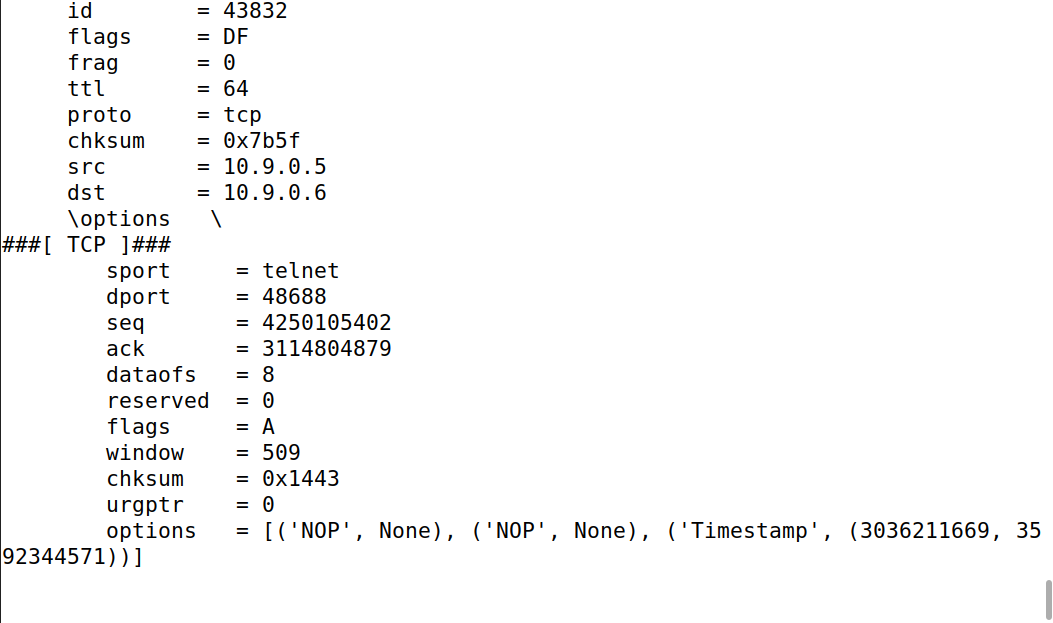 id        = 43832
flags     = DF
frag      = 0
ttl       = 64
proto     = tcp
chksum    = 0x7b5f
src       = 10.9.0.5
dst       = 10.9.0.6
\options   \
###[ TCP ]###
sport     = telnet
dport     = 48688
seq       = 4250105402
ack       = 3114804879
dataofs   = 8
reserved  = 0
flags     = A
window    = 509
chksum    = 0x1443
urgptr    = 0
options   = [('NOP', None), ('NOP', None), ('Timestamp', (3036211669, 35
92344571))]